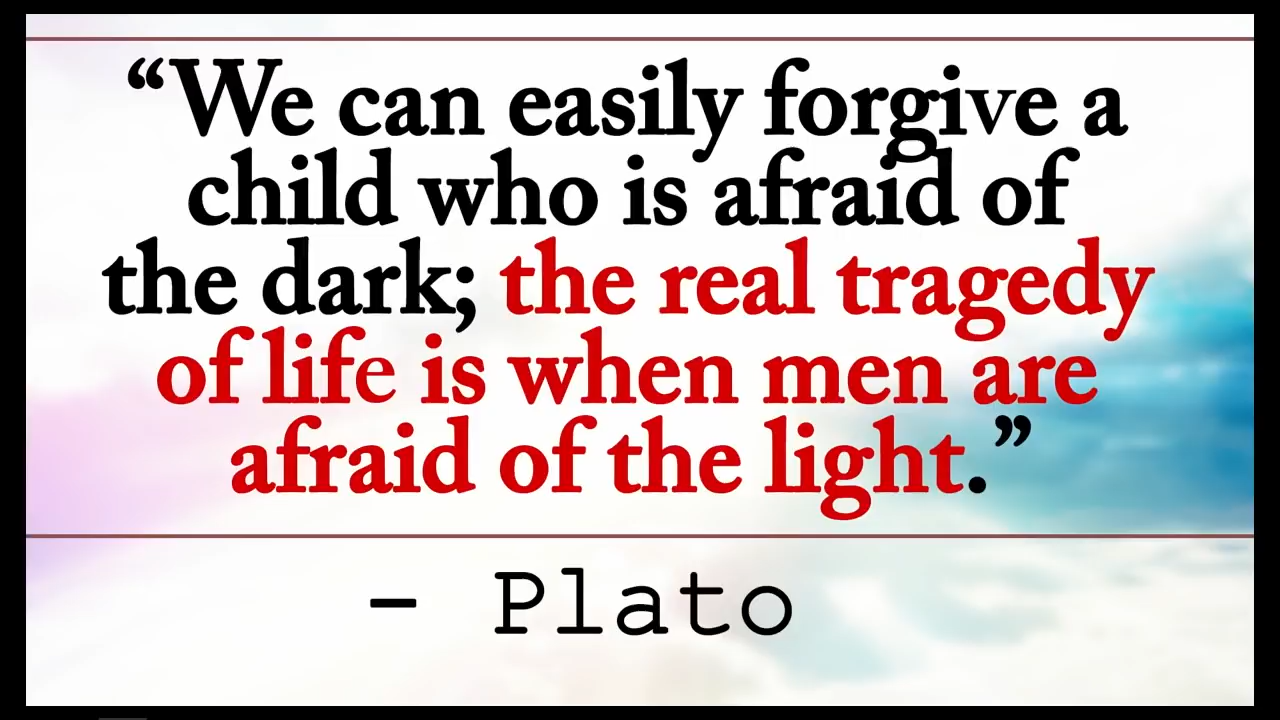 “We can easily forgive a
child who is afraid of
the dark; the real tragedy
of life is when men are
afraid of the light.”
- Plato